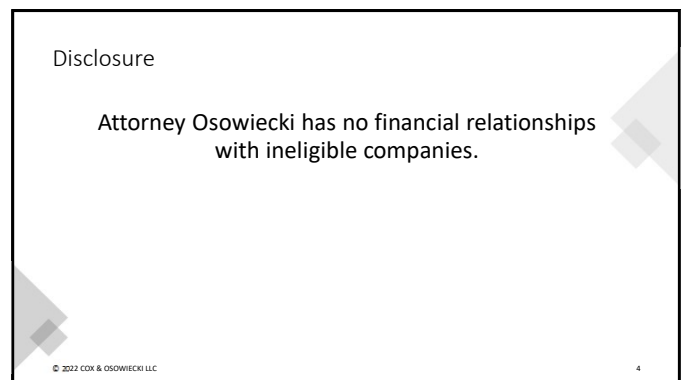 Disclosure
Attorney Osowiecki has no financial relationships
with ineligible companies.
© 2022 COX & OSOWIECKI LLC
4